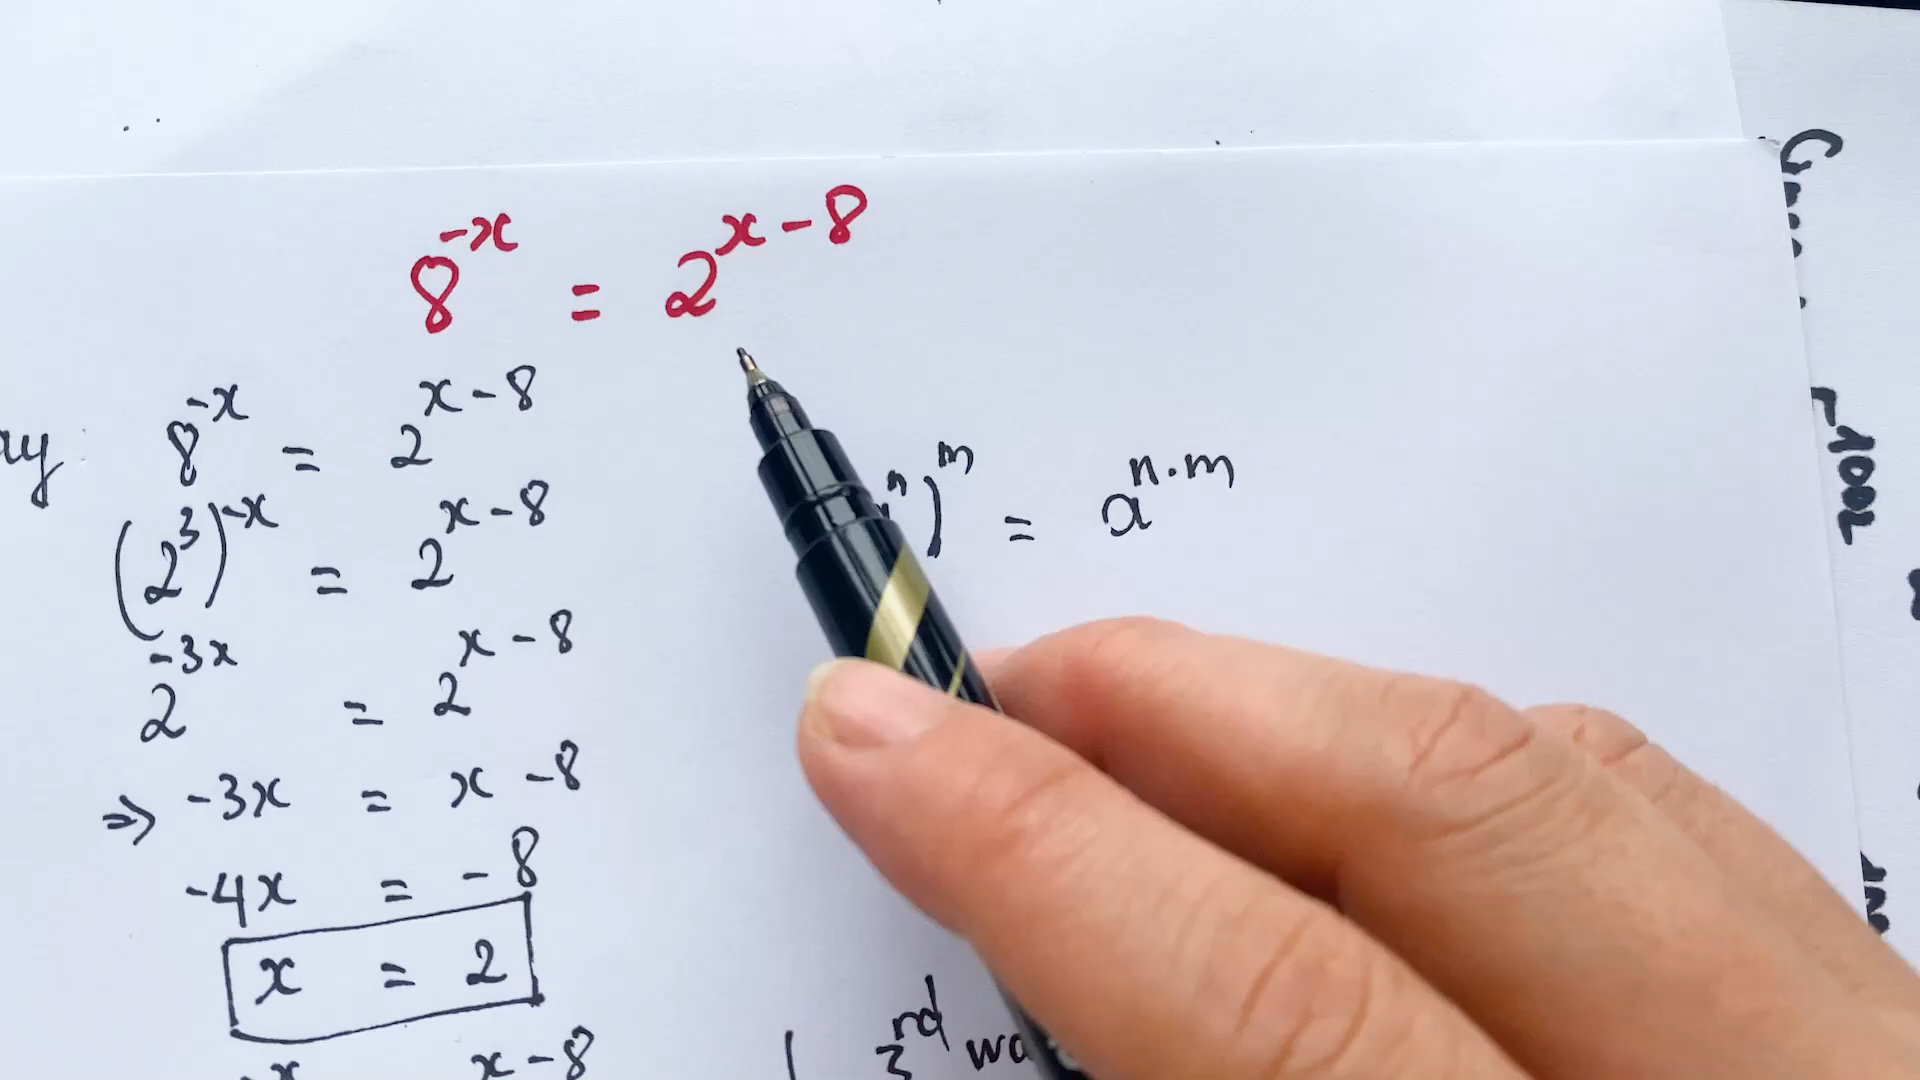 8^{-x} = 2^{x-8}
8^{-x} = 2^{x-8}
(2^3)^{-x} = 2^{x-8}
)^m = a^{n·m}
2^{-3x} = 2^{x-8}
⇒ -3x = x-8
-4x = -8
x = 2
x-8
3rd